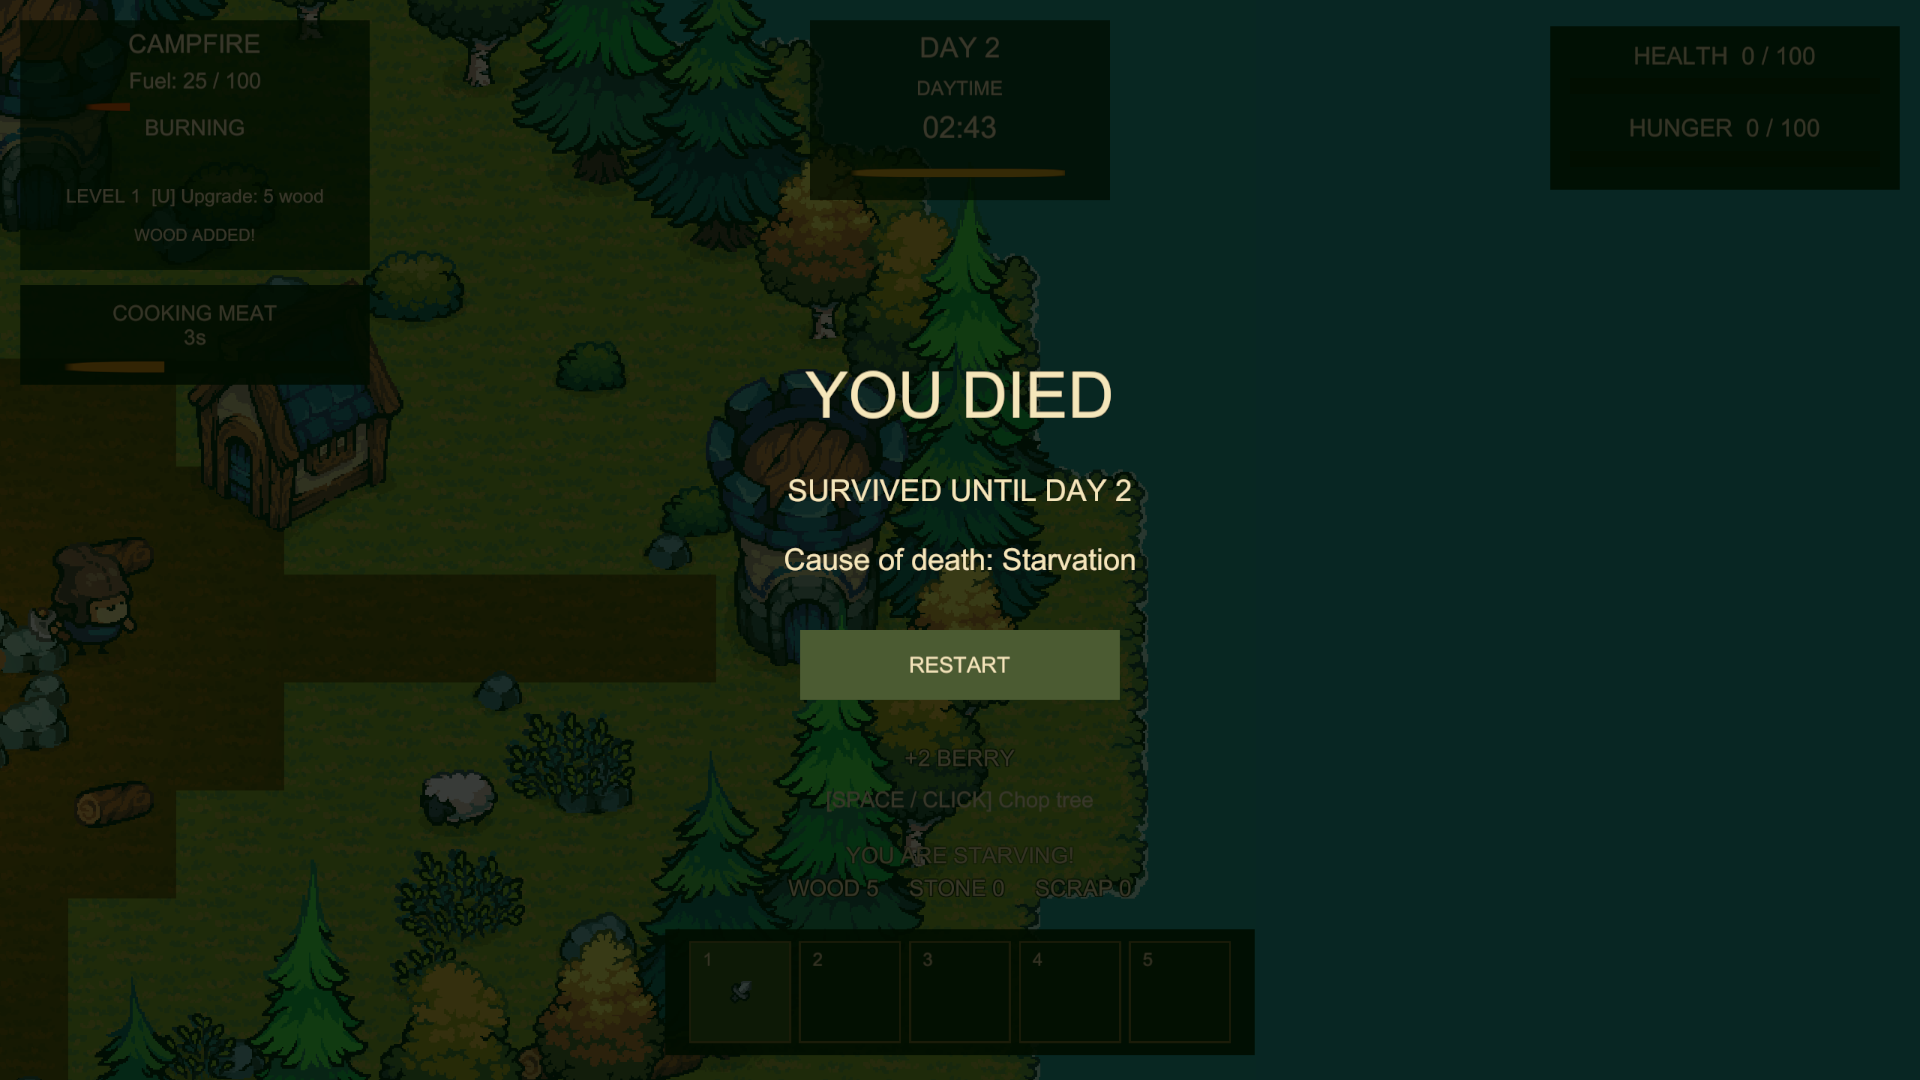 CAMPFIRE
Fuel: 25 / 100
BURNING
LEVEL 1 [U] Upgrade: 5 wood
WOOD ADDED!
COOKING MEAT
3s
DAY 2
DAYTIME
02:43
HEALTH 0 / 100
HUNGER 0 / 100
YOU DIED
SURVIVED UNTIL DAY 2
Cause of death: Starvation
RESTART
+2 BERRY
[SPACE / CLICK] Chop tree
YOU ARE STARVING!
WOOD 5 STONE 0 SCRAP 0
1 2 3 4 5